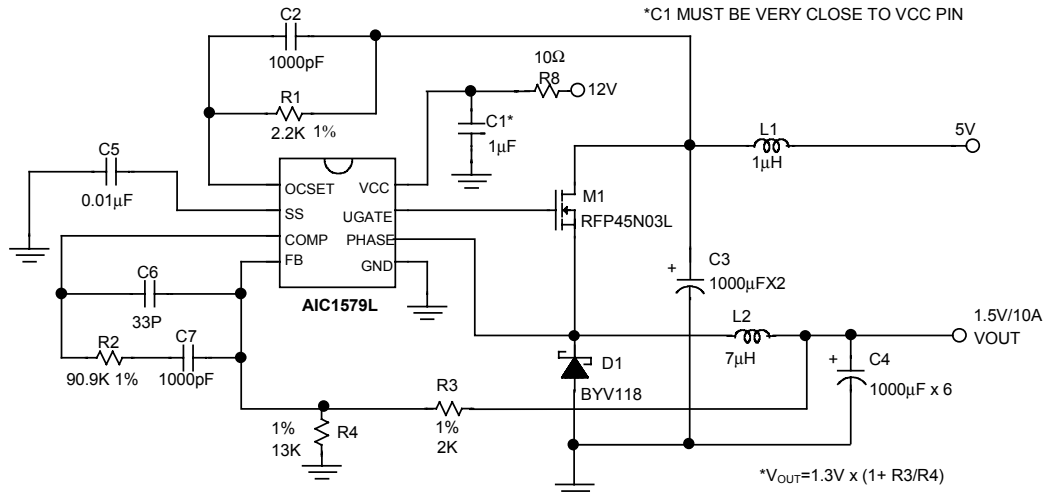 *C1 MUST BE VERY CLOSE TO VCC PIN
C2
1000pF
10Ω
R8
12V
R1
2.2K 1%
C1*
1µF
L1
1µH
5V
C5
0.01µF
OCSET
VCC
SS
UGATE
COMP
PHASE
FB
GND
AIC1579L
M1
RFP45N03L
C6
33P
C3
+
1000µFX2
R2
90.9K 1%
C7
1000pF
L2
7µH
1.5V/10A
VOUT
D1
BYV118
+
C4
1000µF x 6
R3
1%
2K
1%
13K
R4
*VOUT=1.3V x (1+ R3/R4)